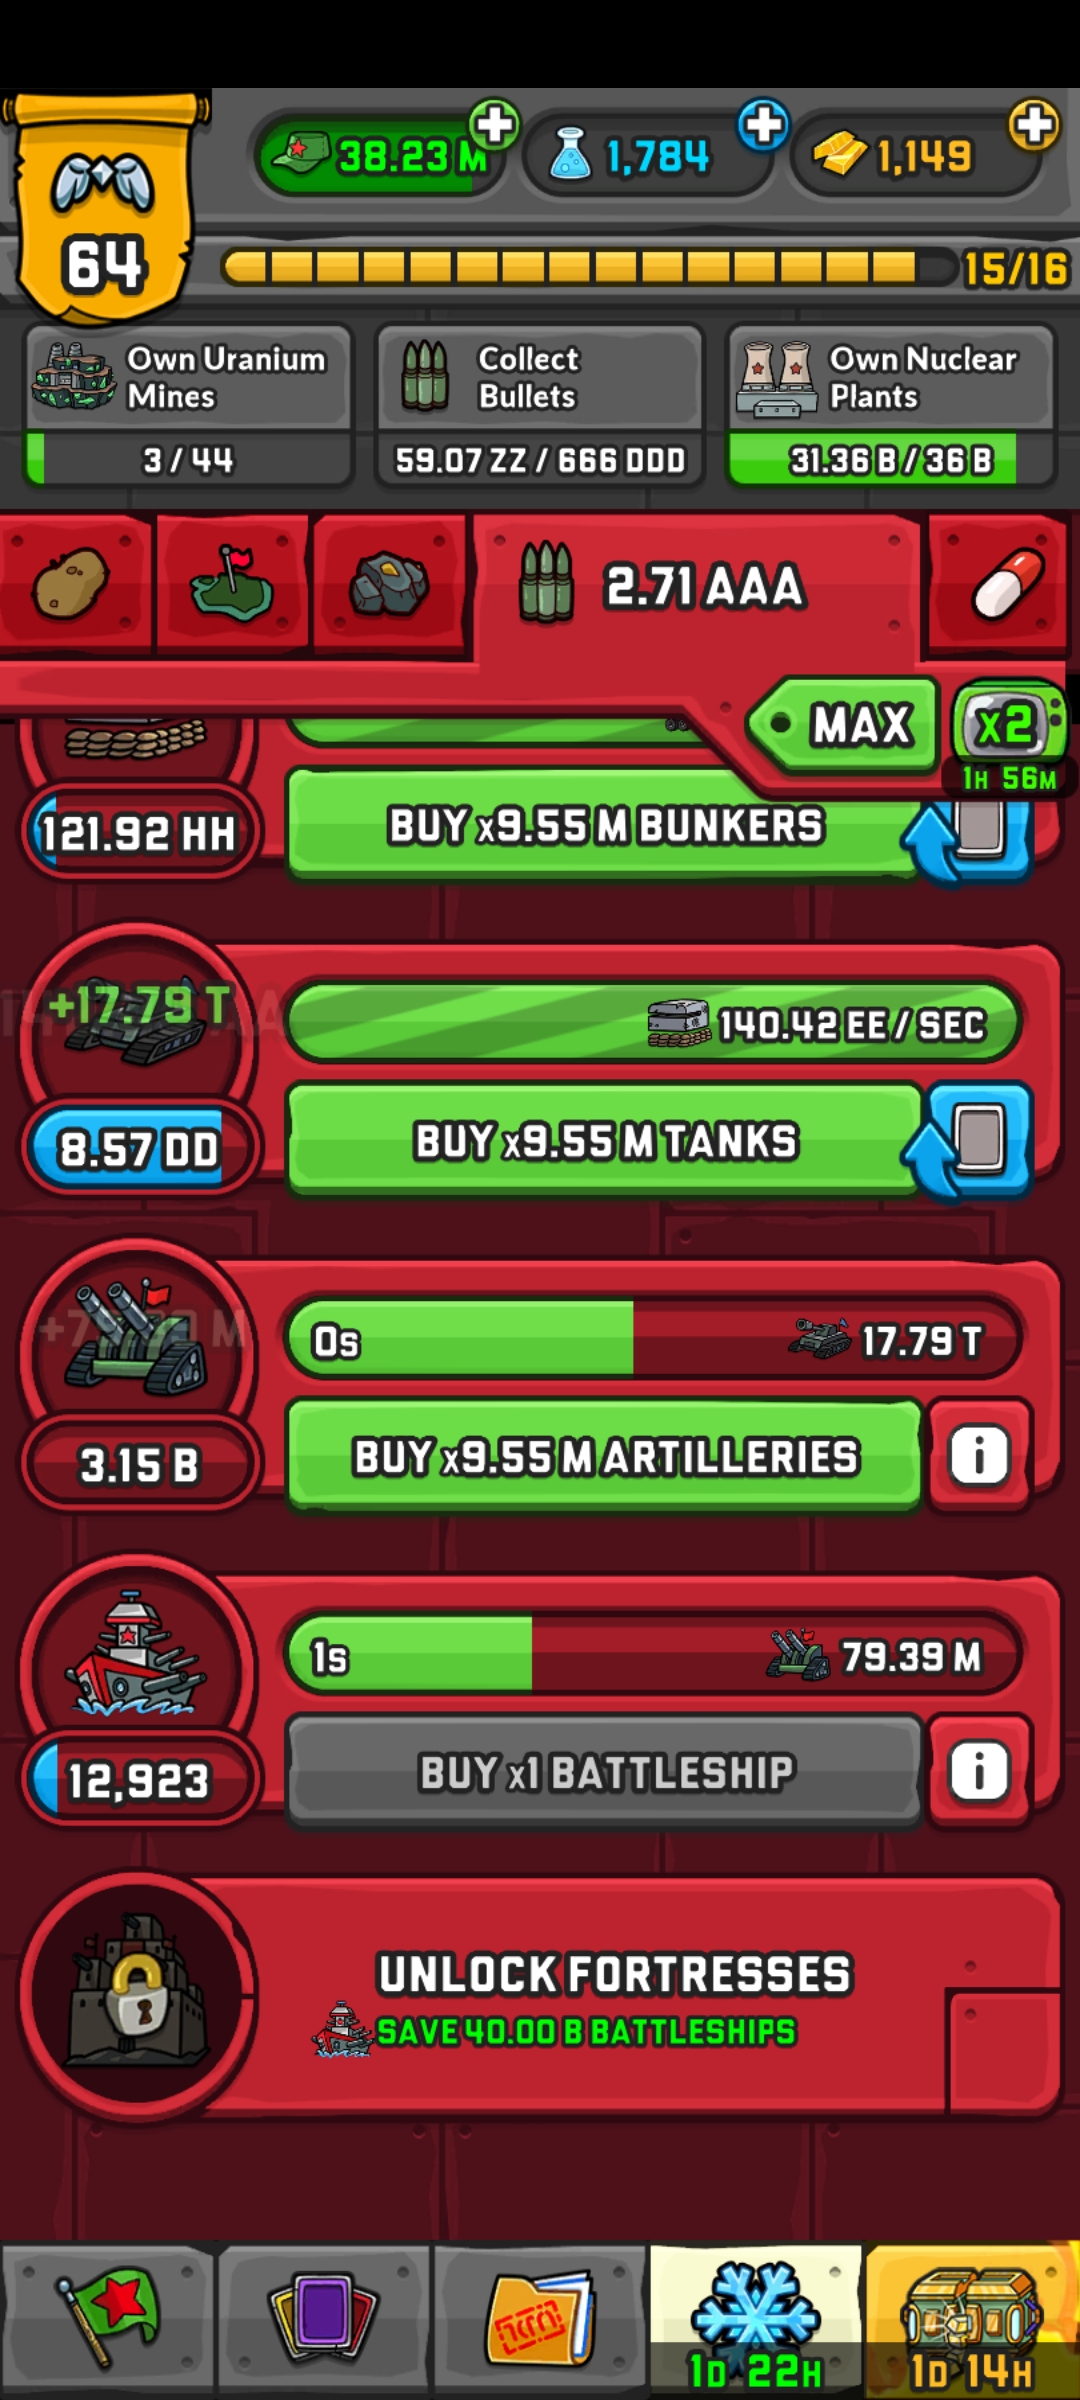 38.23 M
1,784
1,149
64
15/16
Own Uranium
Mines
3 / 44
Collect
Bullets
59.07 ZZ / 666 DDD
Own Nuclear
Plants
31.36 B / 36 B
2.71 AAA
MAX
X2
1H 56M
121.92 HH
BUY x9.55 M BUNKERS
+17.79 T
140.42 EE / SEC
8.57 DD
BUY x9.55 M TANKS
0s
17.79 T
3.15 B
BUY x9.55 M ARTILLERIES
1s
79.39 M
12,923
BUY x1 BATTLESHIP
UNLOCK FORTRESSES
SAVE 40.00 B BATTLESHIPS
1D 22H
1D 14H